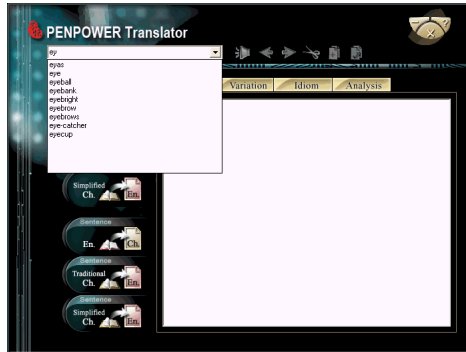 PENPOWER Translator
ey
eyas
eye
eyeball
eyebank
eyebright
eyebrow
eyebrows
eye-catcher
eyecup
Variation Idiom Analysis
Simplified
Ch. En.
Sentence
En. Ch.
Sentence
Traditional
Ch. En.
Sentence
Simplified
Ch. En.